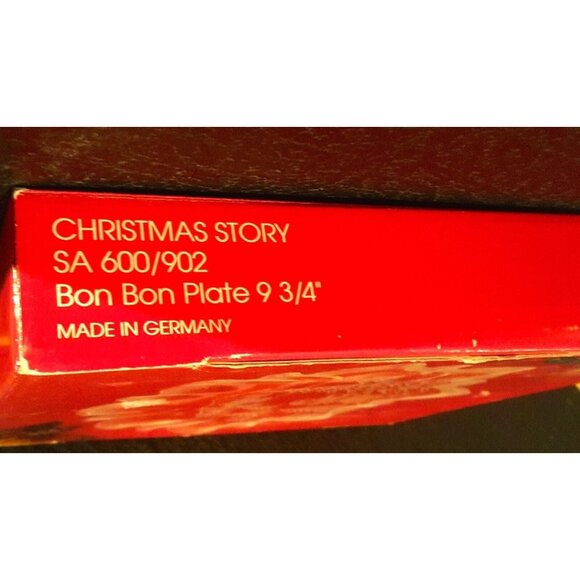 CHRISTMAS STORY
SA 600/902
Bon Bon Plate 9 3/4"
MADE IN GERMANY